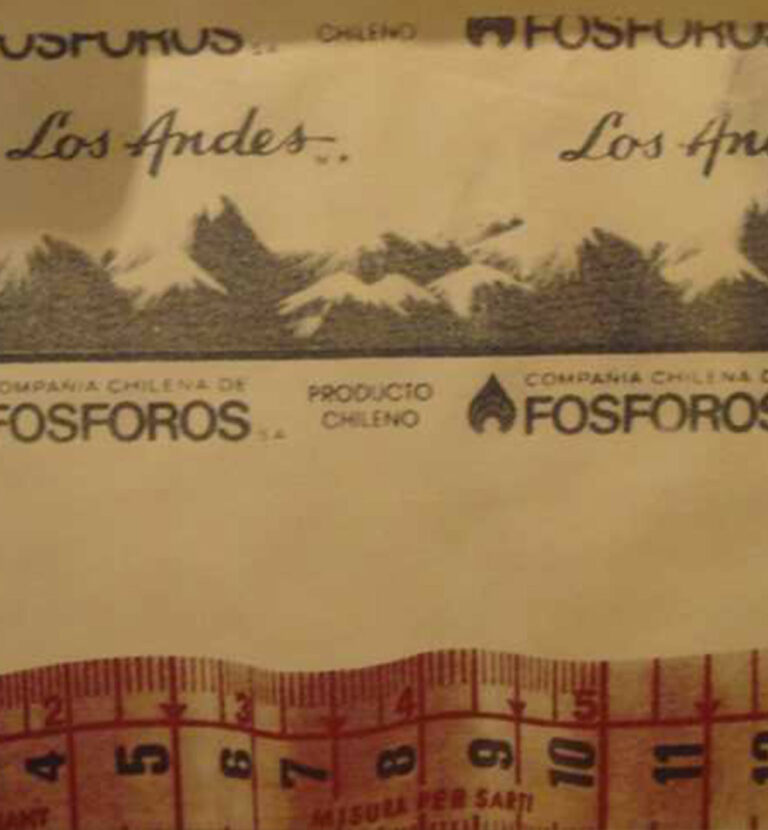 FOSFOROS S.A. CHILENO FOSFOROS
Los Andes Los An
COMPAÑIA CHILENA DE PRODUCTO COMPAÑIA CHILENA D
FOSFOROS S.A. CHILENO FOSFOROS
2 3 4 5
4 5 6 7 8 9 10 11 12
MISURA PER SARTI